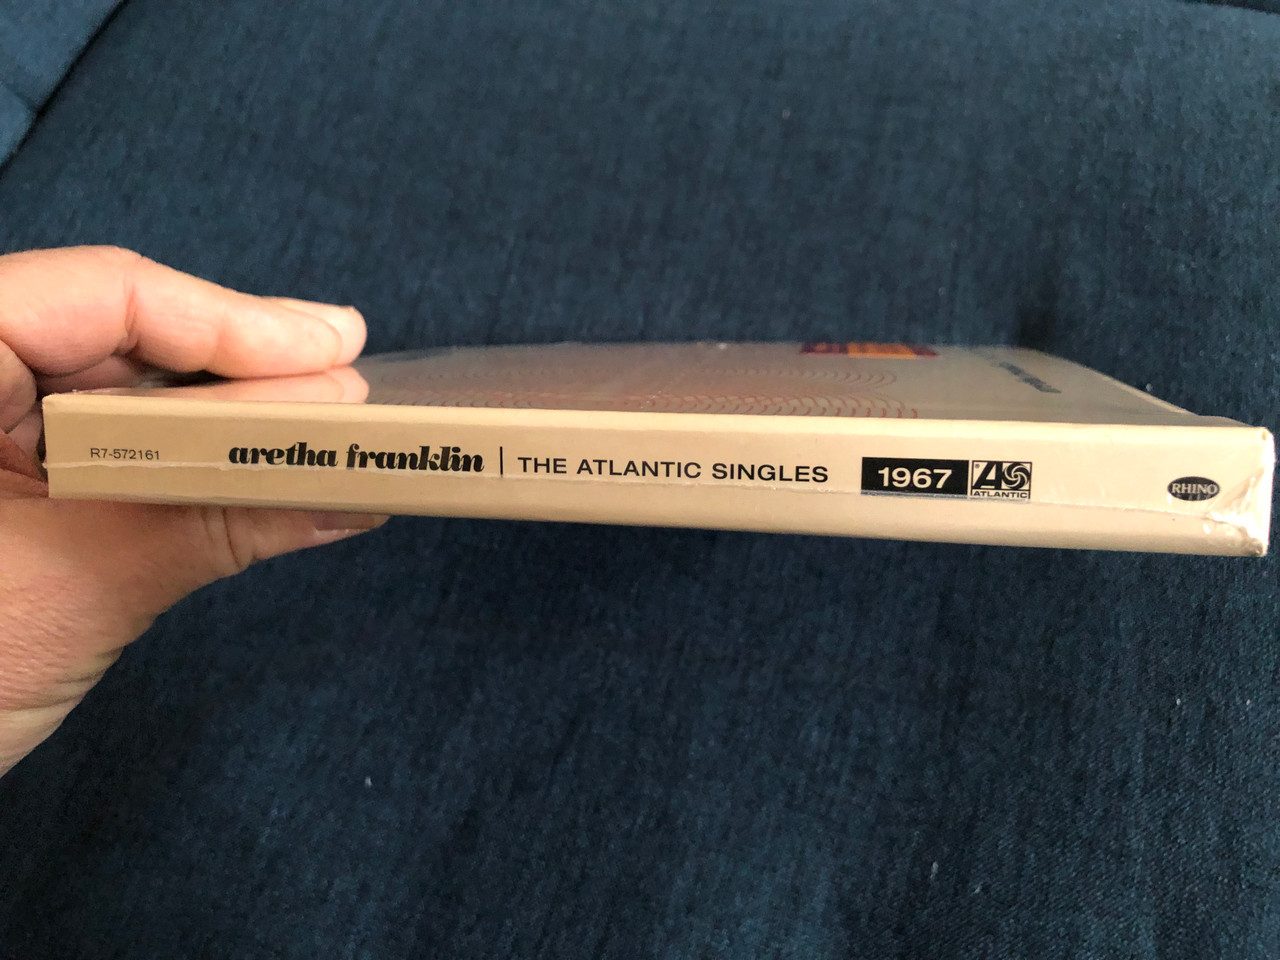 R7-572161 aretha franklin | THE ATLANTIC SINGLES 1967 ATLANTIC RHINO